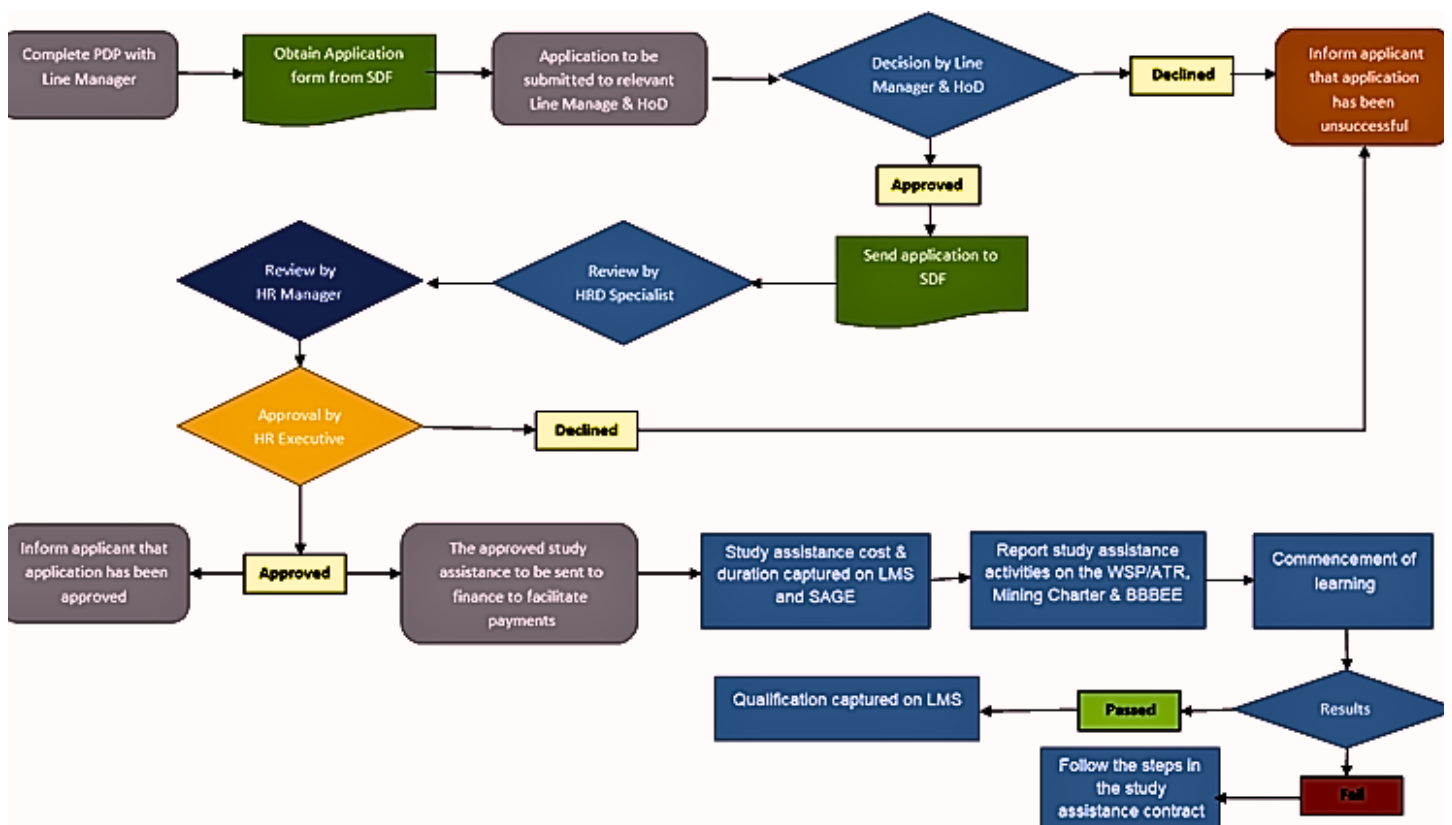 Complete PDP with
Line Manager
Obtain Application
form from SDF
Application to be
submitted to relevant
Line Manage & HoD
Decision by Line
Manager & HoD
Declined
Inform applicant
that application
has been
unsuccessful
Approved
Send application to
SDF
Review by
HRD Specialist
Review by
HR Manager
Approval by
HR Executive
Declined
Inform applicant that
application has been
approved
Approved
The approved study
assistance to be sent to
finance to facilitate
payments
Study assistance cost &
duration captured on LMS
and SAGE
Report study assistance
activities on the WSP/ATR,
Mining Charter & BBBEE
Commencement of
learning
Results
Passed
Qualification captured on LMS
Fail
Follow the steps in
the study
assistance contract